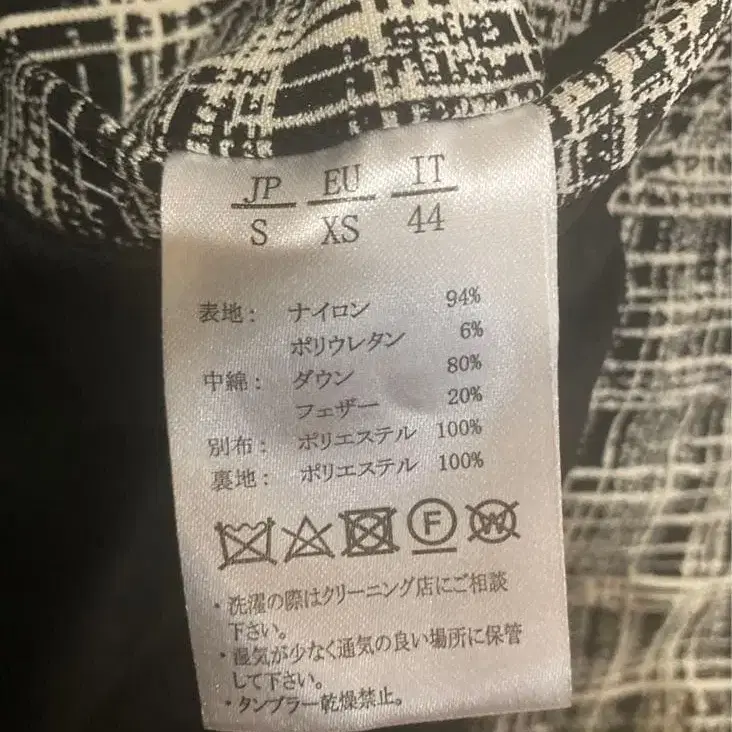 JP EU IT
S XS 44
表地: ナイロン 94%
ポリウレタン 6%
中綿: ダウン 80%
フェザー 20%
別布: ポリエステル 100%
裏地: ポリエステル 100%
F W
・洗濯の際はクリーニング店にご相談
下さい。
・湿気が少なく通気の良い場所に保管
して下さい。
・タンブラー乾燥禁止。